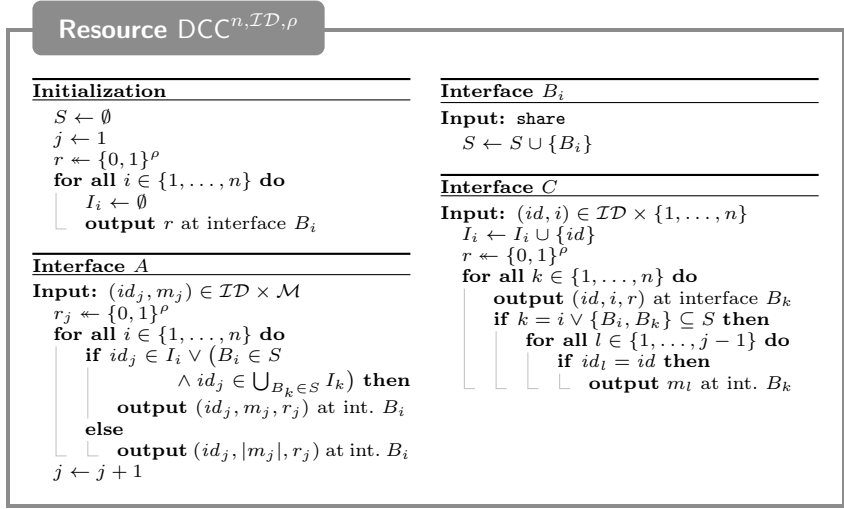 Resource DCC^{n,ID,ρ}
Initialization
S ← ∅
j ← 1
r ↞ {0, 1}^ρ
for all i ∈ {1, . . . , n} do
I_i ← ∅
output r at interface B_i
Interface A
Input: (id_j, m_j) ∈ ID × M
r_j ↞ {0, 1}^ρ
for all i ∈ {1, . . . , n} do
if id_j ∈ I_i ∨ (B_i ∈ S
∧ id_j ∈ ⋃_{B_k∈S} I_k) then
output (id_j, m_j, r_j) at int. B_i
else
output (id_j, |m_j|, r_j) at int. B_i
j ← j + 1
Interface B_i
Input: share
S ← S ∪ {B_i}
Interface C
Input: (id, i) ∈ ID × {1, . . . , n}
I_i ← I_i ∪ {id}
r ↞ {0, 1}^ρ
for all k ∈ {1, . . . , n} do
output (id, i, r) at interface B_k
if k = i ∨ {B_i, B_k} ⊆ S then
for all l ∈ {1, . . . , j − 1} do
if id_l = id then
output m_l at int. B_k